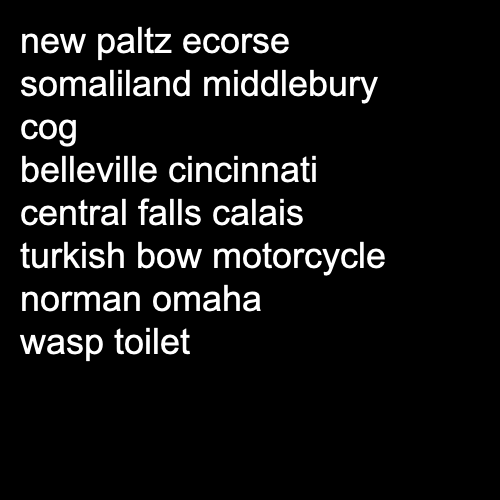 new paltz ecorse
somaliland middlebury
cog
belleville cincinnati
central falls calais
turkish bow motorcycle
norman omaha
wasp toilet